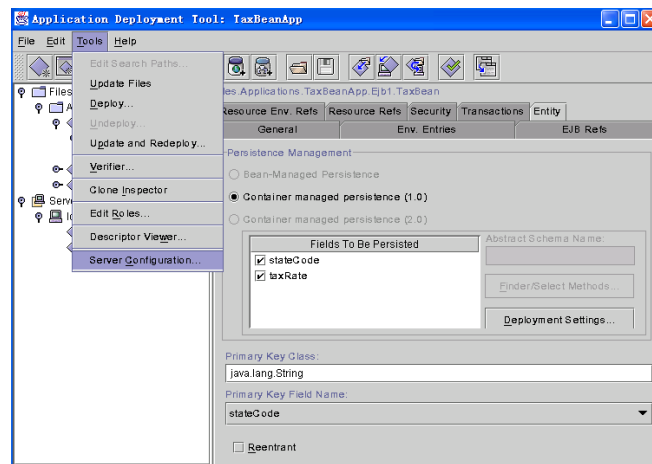 Application Deployment Tool: TaxBeanApp
File Edit Tools Help
Edit Search Paths...
Update Files
Deploy...
Undeploy...
Update and Redeploy...
Verifier...
Clone Inspector
Edit Roles...
Descriptor Viewer...
Server Configuration...
Files
A
Serv
les.Applications.TaxBeanApp.Ejb1.TaxBean
Resource Env. Refs Resource Refs Security Transactions Entity
General Env. Entries EJB Refs
Persistence Management
Bean-Managed Persistence
Container managed persistence (1.0)
Container managed persistence (2.0)
Fields To Be Persisted
stateCode
taxRate
Abstract Schema Name:
Finder/Select Methods...
Deployment Settings...
Primary Key Class:
java.lang.String
Primary Key Field Name:
stateCode
Reentrant